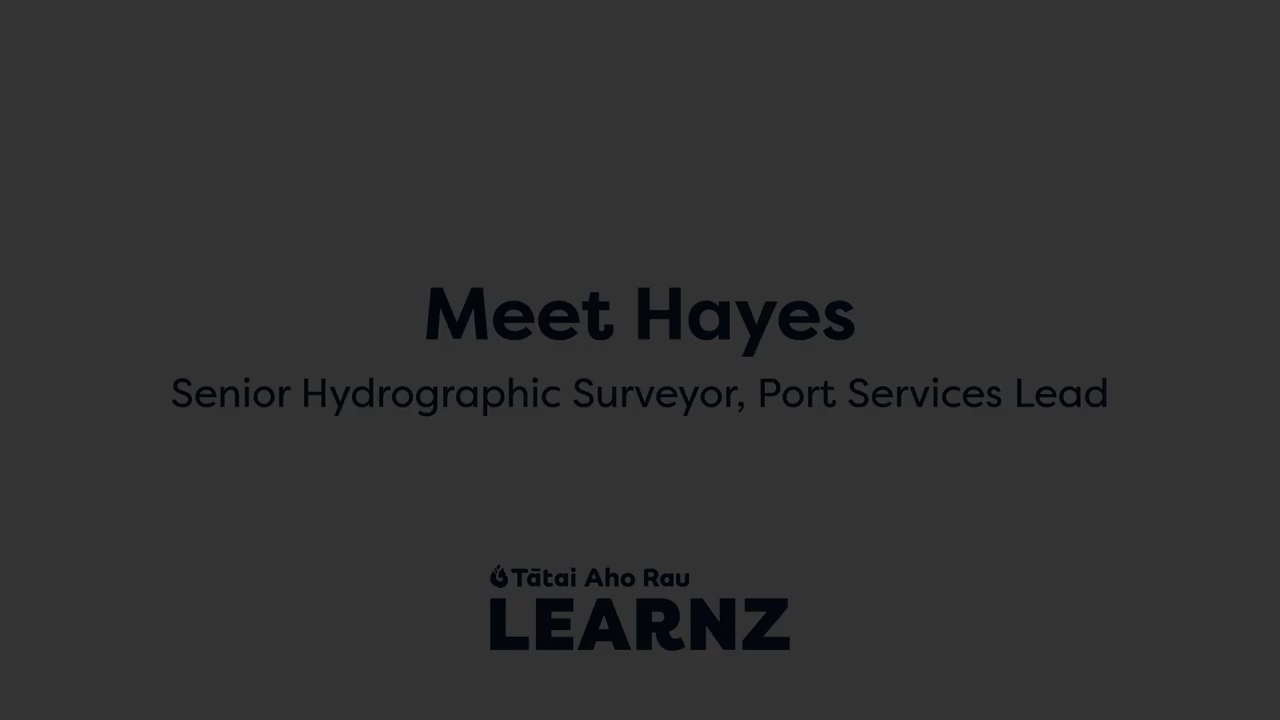 Meet Hayes
Senior Hydrographic Surveyor, Port Services Lead
Tātai Aho Rau
LEARNZ